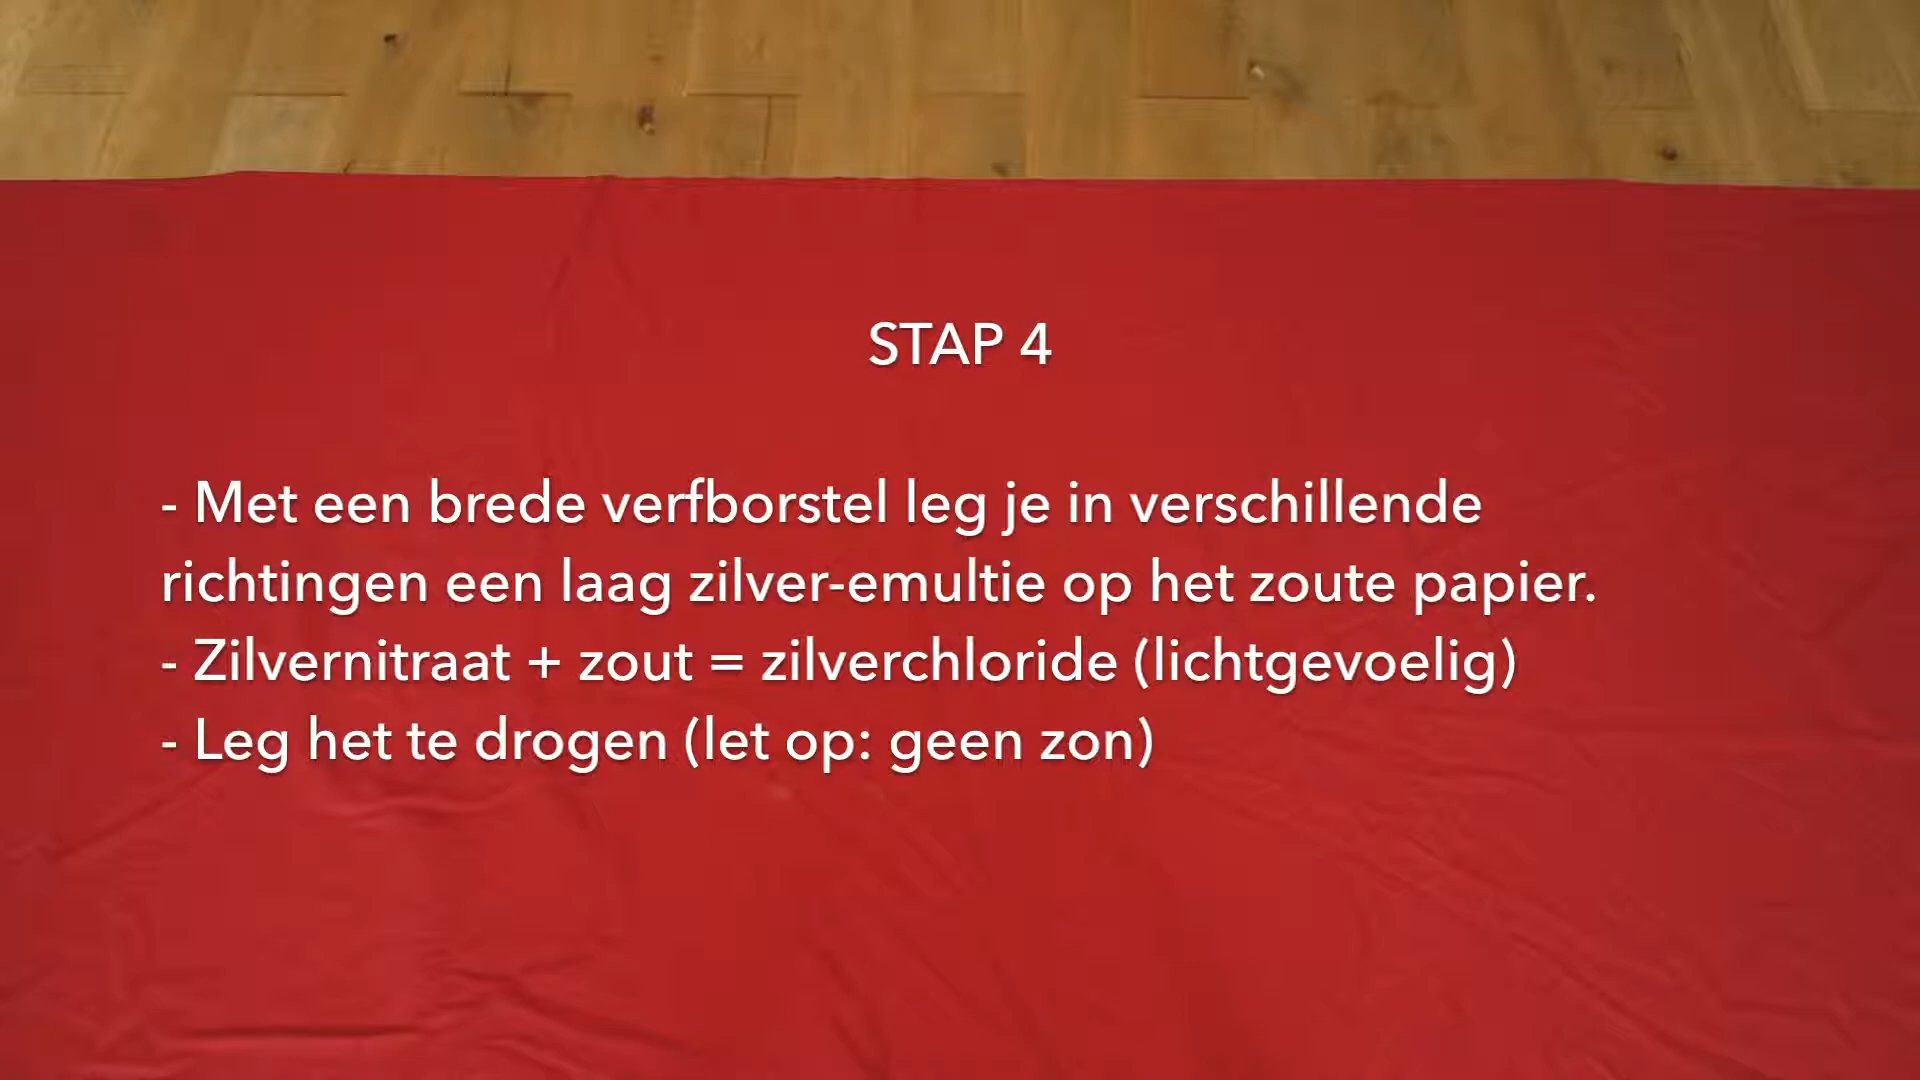 STAP 4
- Met een brede verfborstel leg je in verschillende
richtingen een laag zilver-emultie op het zoute papier.
- Zilvernitraat + zout = zilverchloride (lichtgevoelig)
- Leg het te drogen (let op: geen zon)